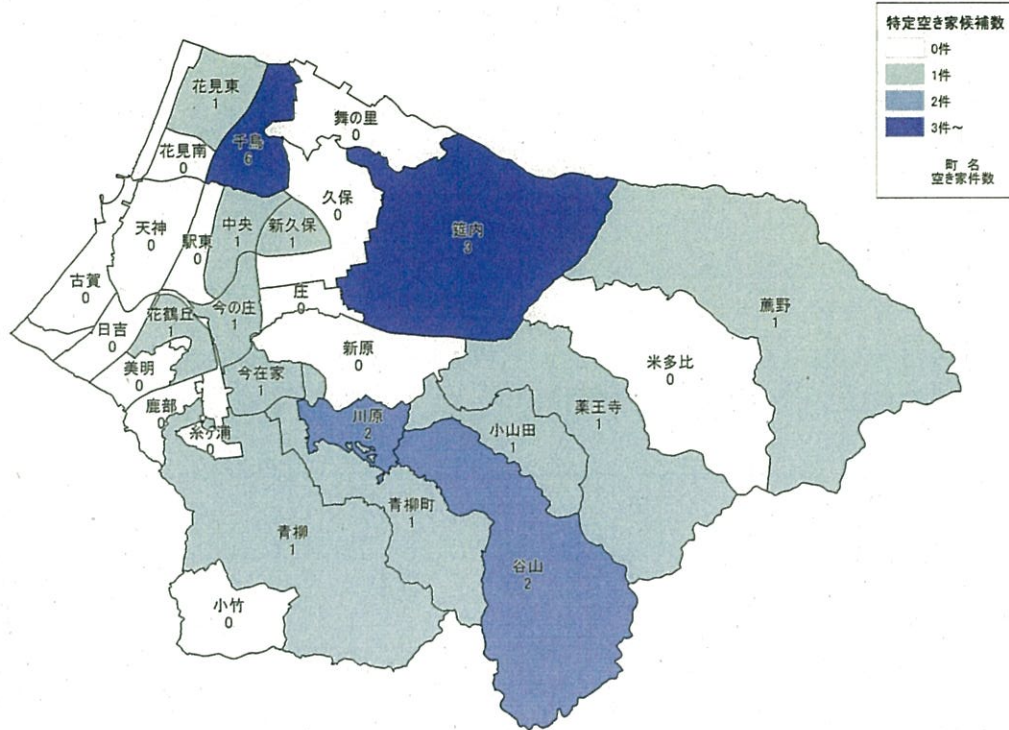 特定空き家候補数
0件
1件
2件
3件～
町 名
空き家件数
花見東
1
舞の里
0
千鳥
6
花見南
0
久保
0
天神
0
駅東
0
中央
1
新久保
1
筵内
3
古賀
0
庄
0
薦野
1
日吉
0
花鶴丘
1
今の庄
1
新原
0
米多比
0
美明
0
今在家
1
鹿部
0
川原
2
薬王寺
1
小山田
1
糸ケ浦
0
青柳町
1
青柳
1
谷山
2
小竹
0